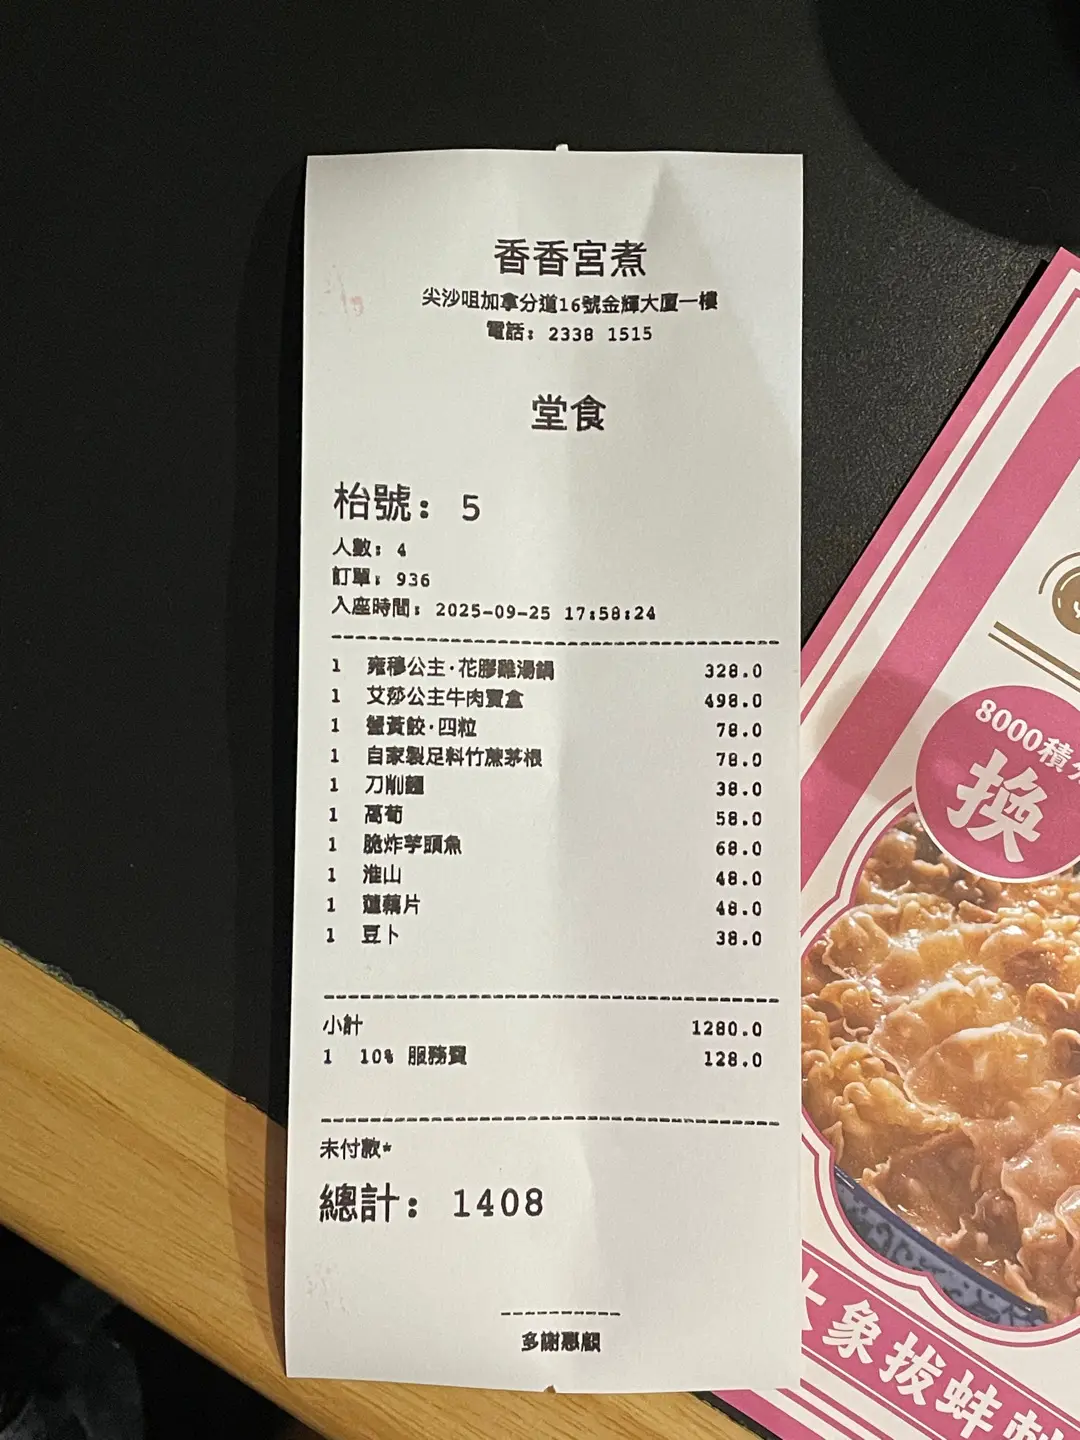 香香宮煮
尖沙咀加拿分道16號金輝大廈一樓
電話: 2338 1515
堂食
枱號: 5
人數: 4
訂單: 936
入座時間: 2025-09-25 17:58:24
1 雍穆公主·花膠雞湯鍋 328.0
1 艾莎公主牛肉寶盒 498.0
1 蟹黃餃·四粒 78.0
1 自家製足料竹蔗茅根 78.0
1 刀削麵 38.0
1 萵筍 58.0
1 脆炸芋頭魚 68.0
1 淮山 48.0
1 蓮藕片 48.0
1 豆卜 38.0
小計 1280.0
1 10% 服務費 128.0
未付款*
總計: 1408
多謝惠顧
8000積分
換
大象拔蚌刺